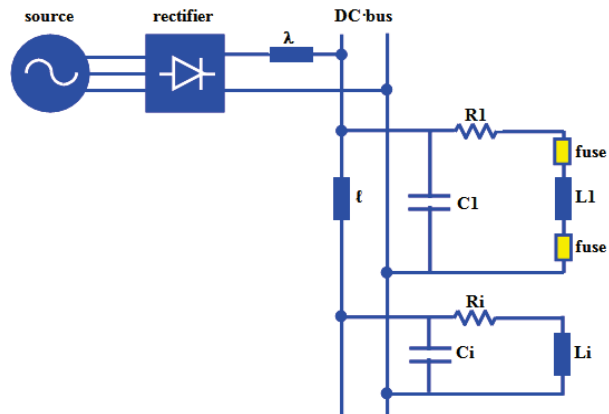 source
rectifier
DC·bus
λ
R1
fuse
ℓ
C1
L1
fuse
Ri
Ci
Li